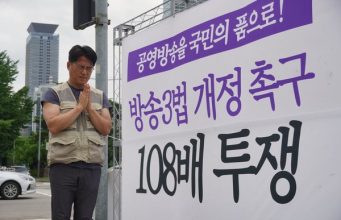 공영방송을 국민의 품으로!
방송3법 개정 촉구
108배 투쟁